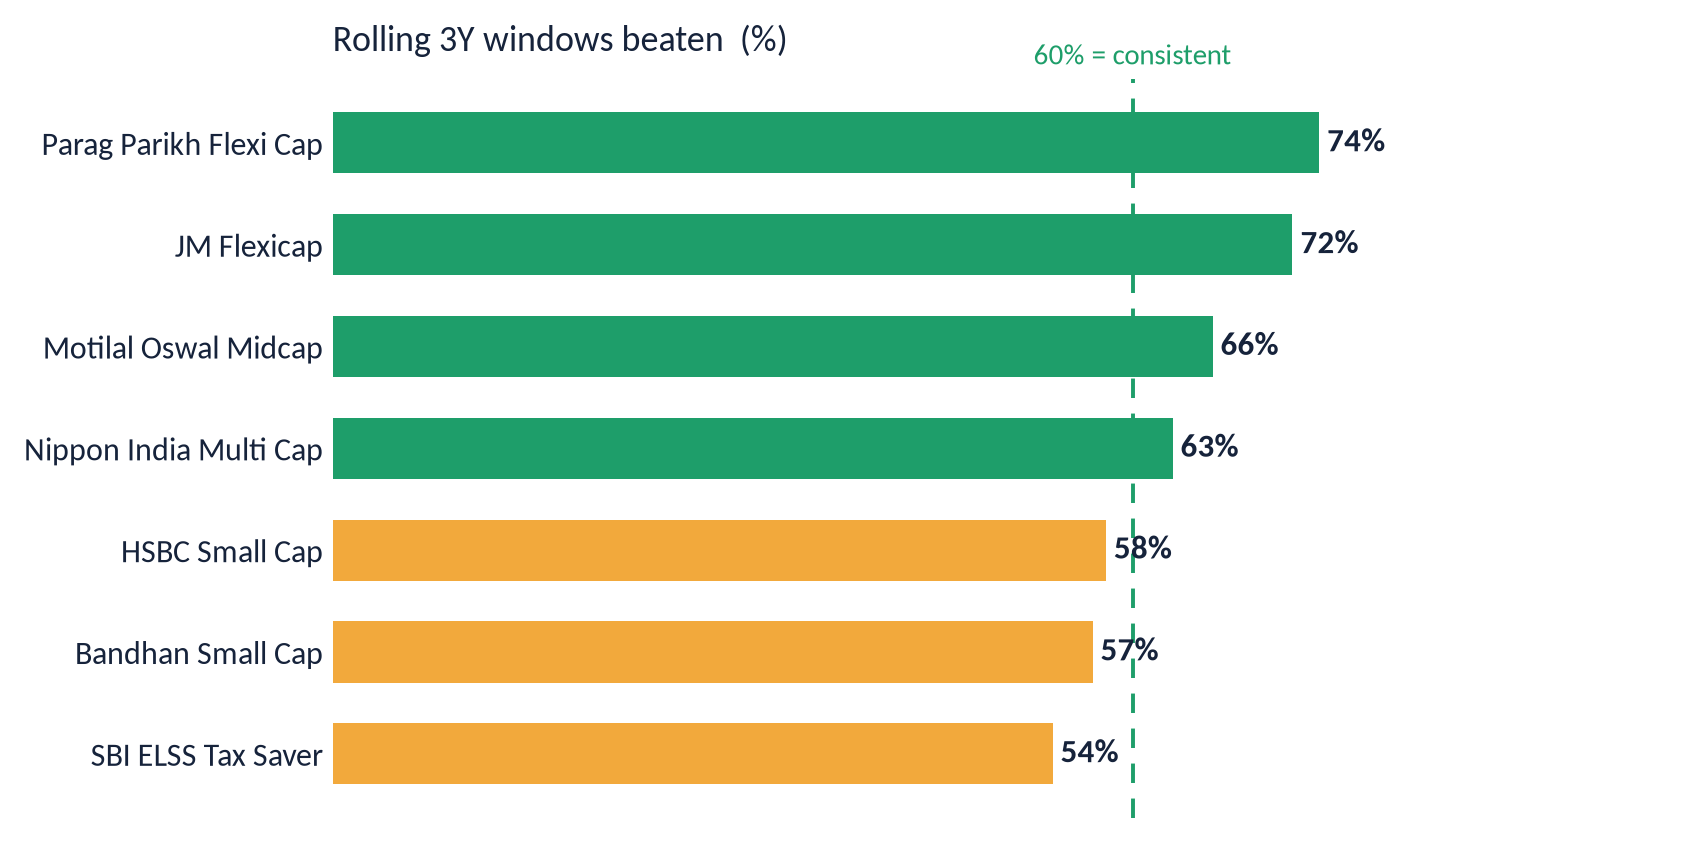 Rolling 3Y windows beaten (%)
60% = consistent
Parag Parikh Flexi Cap 74%
JM Flexicap 72%
Motilal Oswal Midcap 66%
Nippon India Multi Cap 63%
HSBC Small Cap 58%
Bandhan Small Cap 57%
SBI ELSS Tax Saver 54%